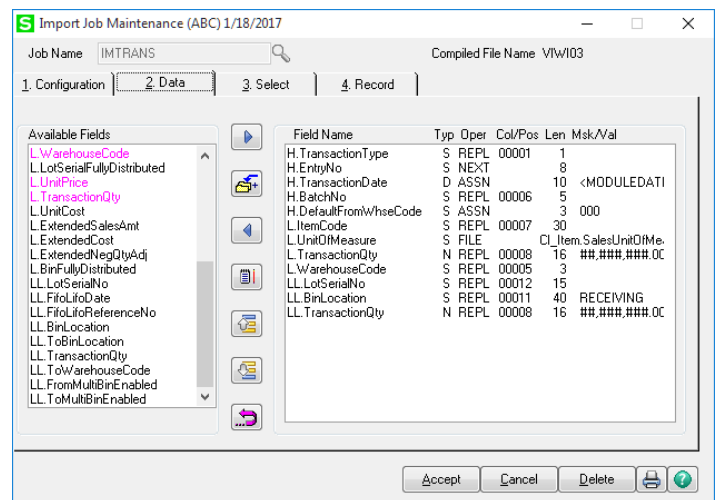 S Import Job Maintenance (ABC) 1/18/2017
Job Name IMTRANS Compiled File Name VIWI03
1. Configuration 2. Data 3. Select 4. Record
Available Fields
L.WarehouseCode
L.LotSerialFullyDistributed
L.UnitPrice
L.TransactionQty
L.UnitCost
L.ExtendedSalesAmt
L.ExtendedCost
L.ExtendedNegQtyAdj
L.BinFullyDistributed
LL.LotSerialNo
LL.FifoLifoDate
LL.FifoLifoReferenceNo
LL.BinLocation
LL.ToBinLocation
LL.TransactionQty
LL.ToWarehouseCode
LL.FromMultiBinEnabled
LL.ToMultiBinEnabled
Field Name Typ Oper Col/Pos Len Msk/Val
H.TransactionType S REPL 00001 1
H.EntryNo S NEXT 8
H.TransactionDate D ASSN 10 <MODULEDATI
H.BatchNo S REPL 00006 5
H.DefaultFromWhseCode S ASSN 3 000
L.ItemCode S REPL 00007 30
L.UnitOfMeasure S FILE CI_Item.SalesUnitOfMe.
L.TransactionQty N REPL 00008 16 ##,###,###.00
L.WarehouseCode S REPL 00005 3
LL.LotSerialNo S REPL 00012 15
LL.BinLocation S REPL 00011 40 RECEIVING
LL.TransactionQty N REPL 00008 16 ##,###,###.00
Accept Cancel Delete